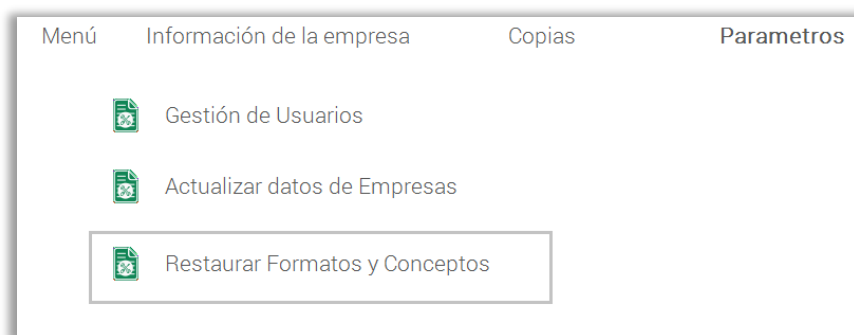 Menú Información de la empresa Copias Parametros
Gestión de Usuarios
Actualizar datos de Empresas
Restaurar Formatos y Conceptos